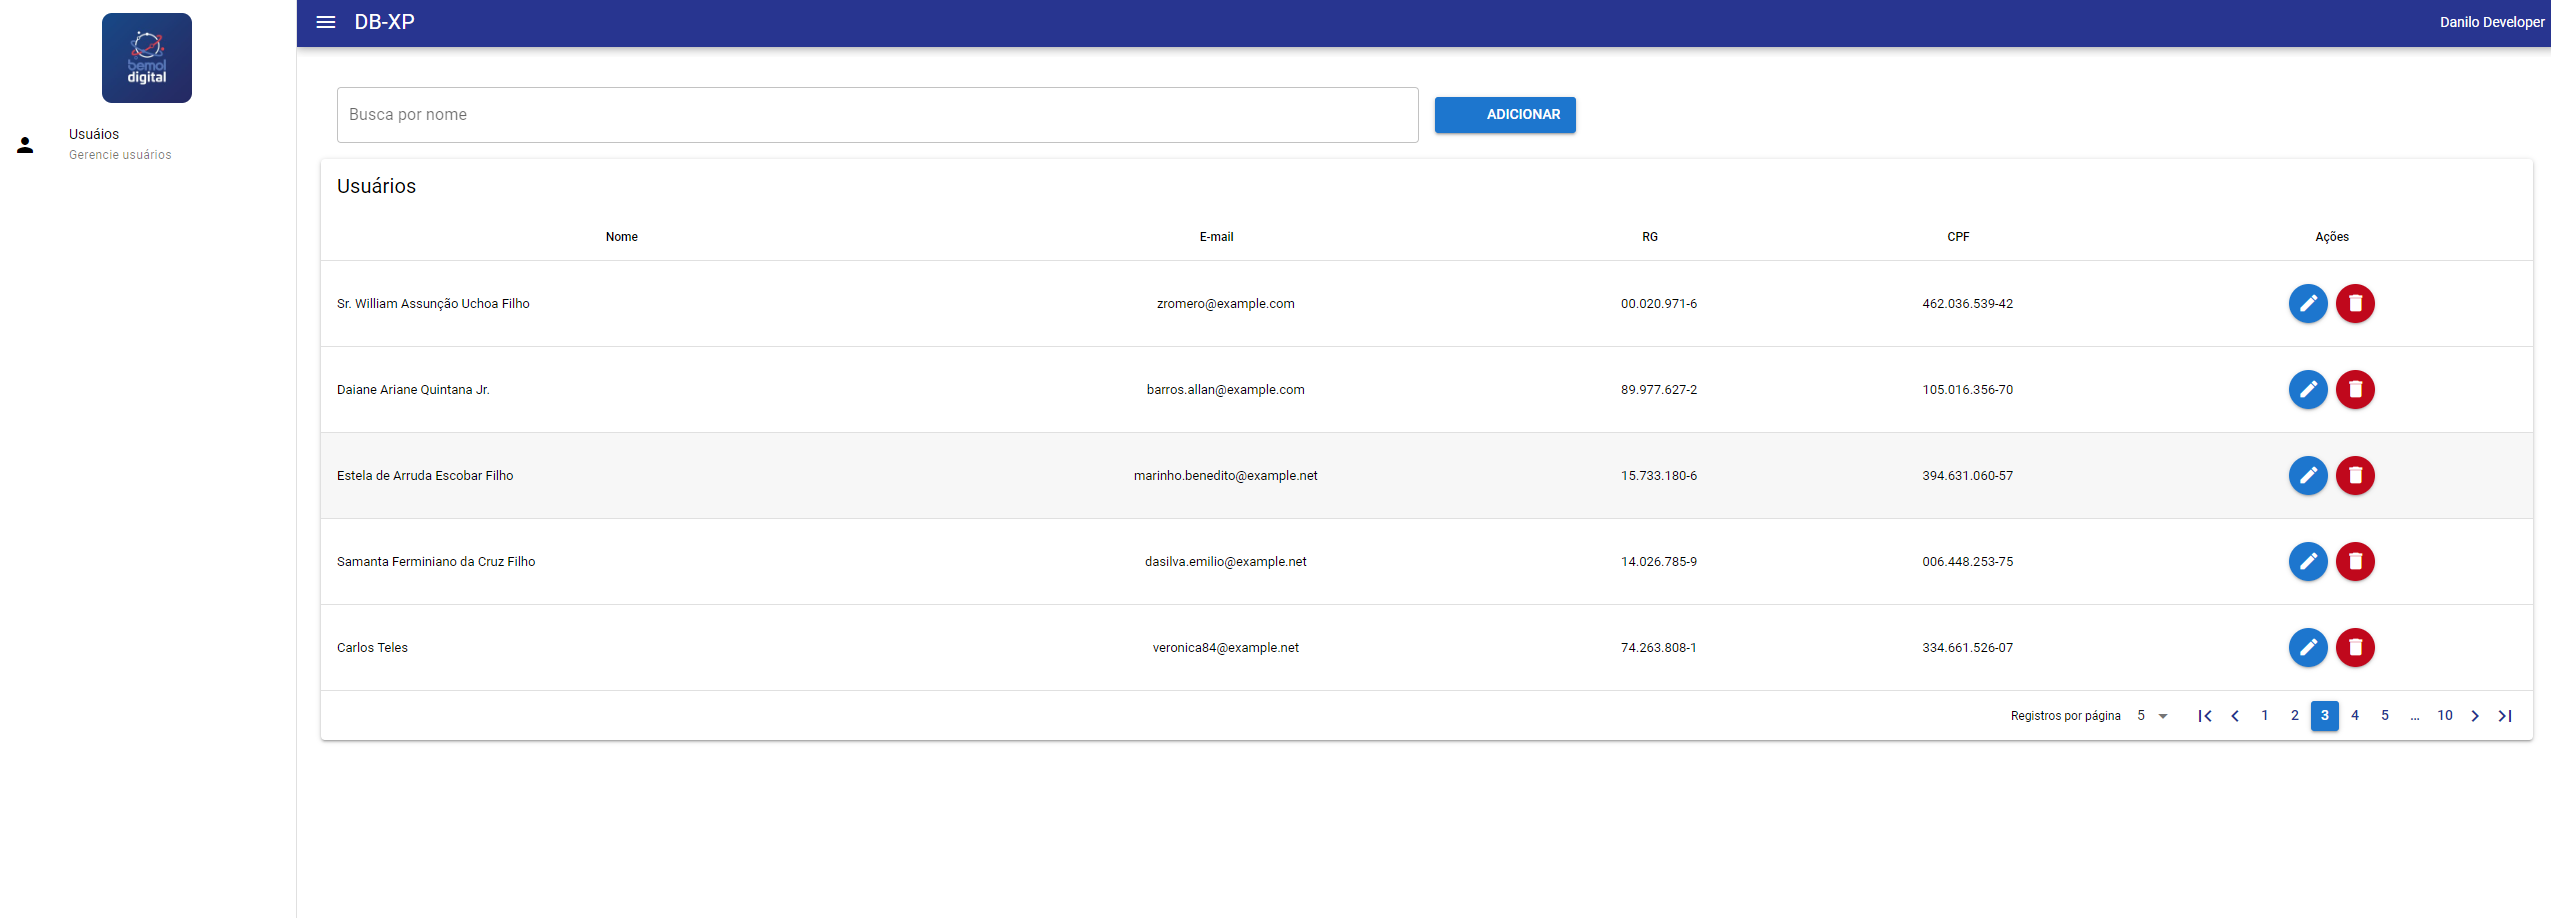 DB-XP
Danilo Developer
bemol
digital
Usuáios
Gerencie usuários
Busca por nome
ADICIONAR
Usuários
Nome E-mail RG CPF Ações
Sr. William Assunção Uchoa Filho zromero@example.com 00.020.971-6 462.036.539-42
Daiane Ariane Quintana Jr. barros.allan@example.com 89.977.627-2 105.016.356-70
Estela de Arruda Escobar Filho marinho.benedito@example.net 15.733.180-6 394.631.060-57
Samanta Ferminiano da Cruz Filho dasilva.emilio@example.net 14.026.785-9 006.448.253-75
Carlos Teles veronica84@example.net 74.263.808-1 334.661.526-07
Registros por página 5 1 2 3 4 5 ... 10